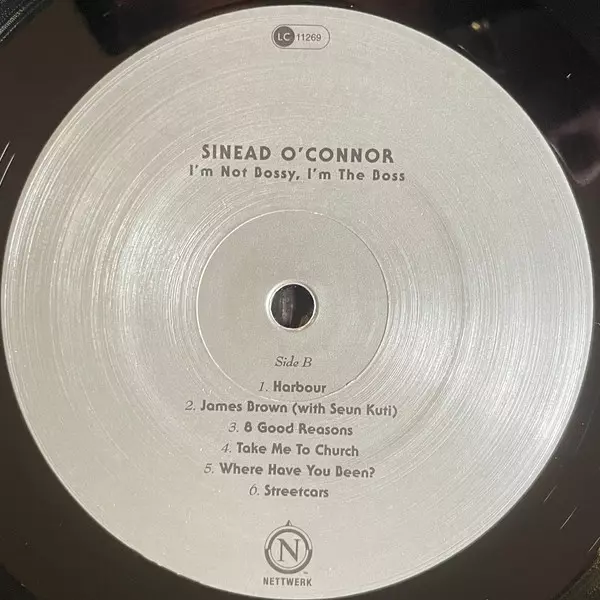 LC 11269
SINEAD O'CONNOR
I'm Not Bossy, I'm The Boss
Side B
1. Harbour
2. James Brown (with Seun Kuti)
3. 8 Good Reasons
4. Take Me To Church
5. Where Have You Been?
6. Streetcars
N
NETTWERK